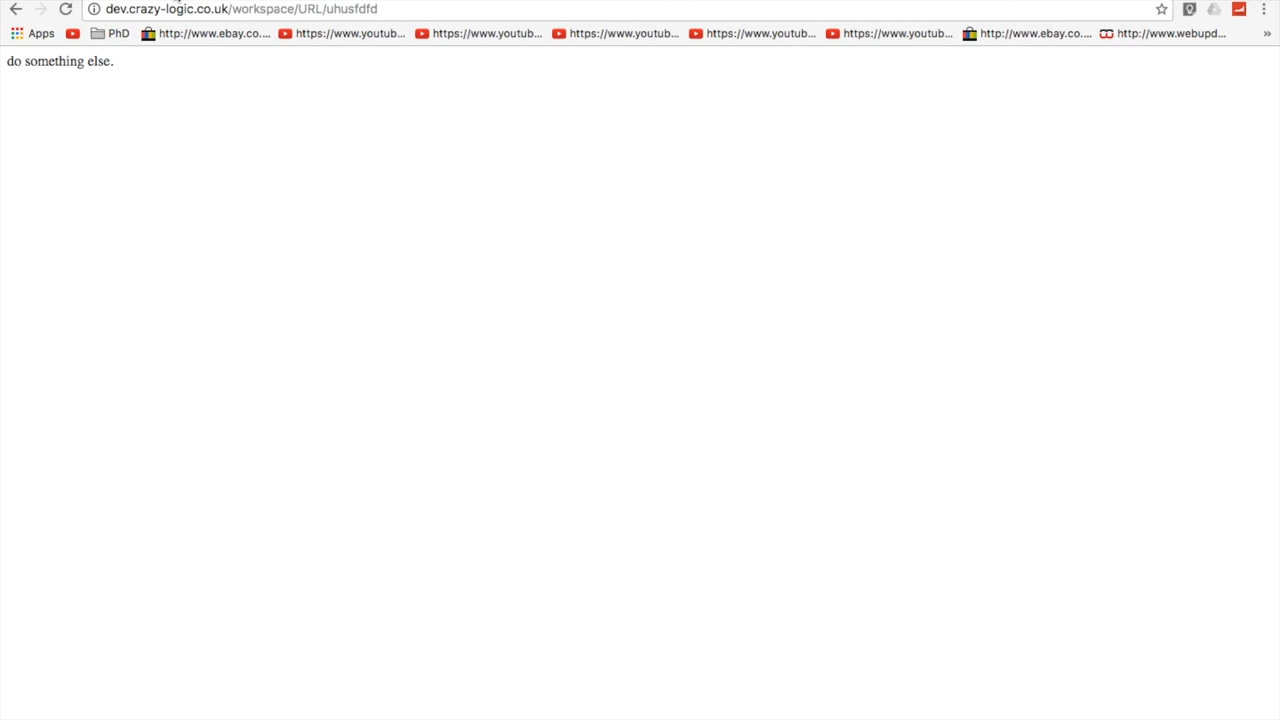 dev.crazy-logic.co.uk/workspace/URL/uhusfdfd
Apps PhD http://www.ebay.co.... https://www.youtub... https://www.youtub... https://www.youtub... https://www.youtub... https://www.youtub... http://www.ebay.co.... http://www.webupd... »
do something else.